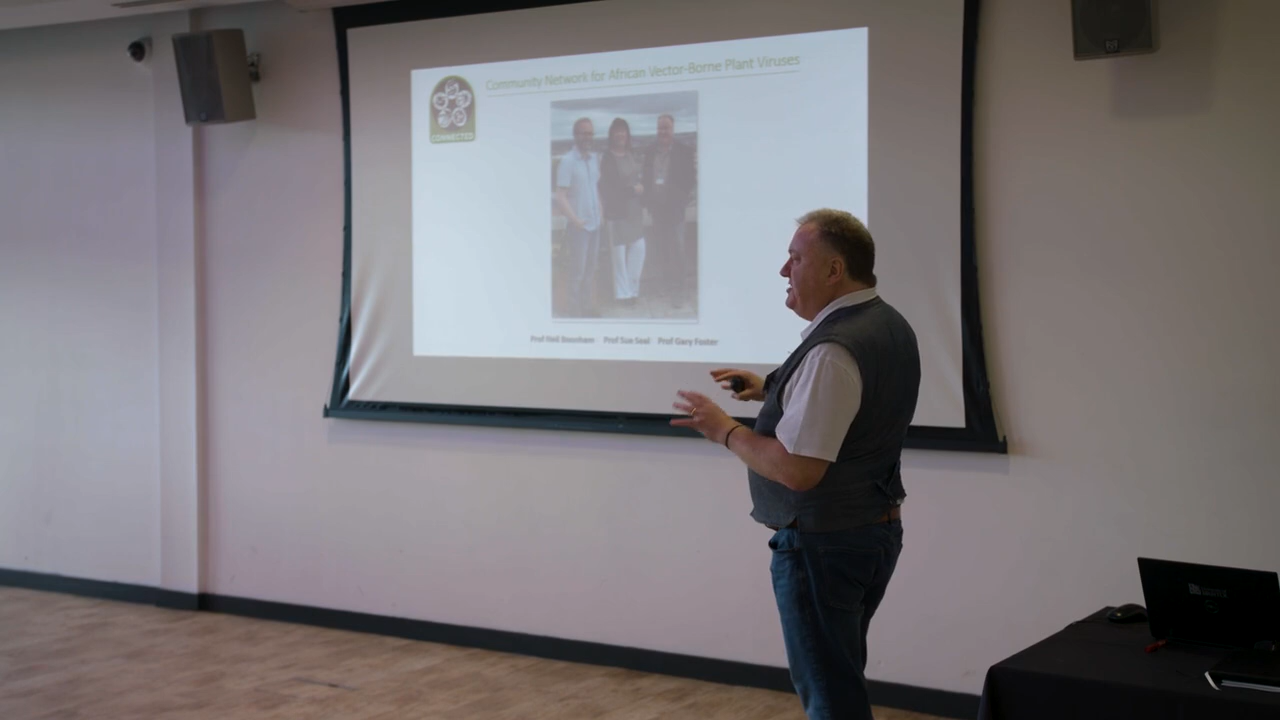 Community Network for African Vector-Borne Plant Viruses
CONNECTED
Prof Neil Boonham Prof Sue Seal Prof Gary Foster